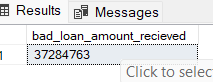 Results Messages
bad_loan_amount_recieved
1 37284763
Click to selec